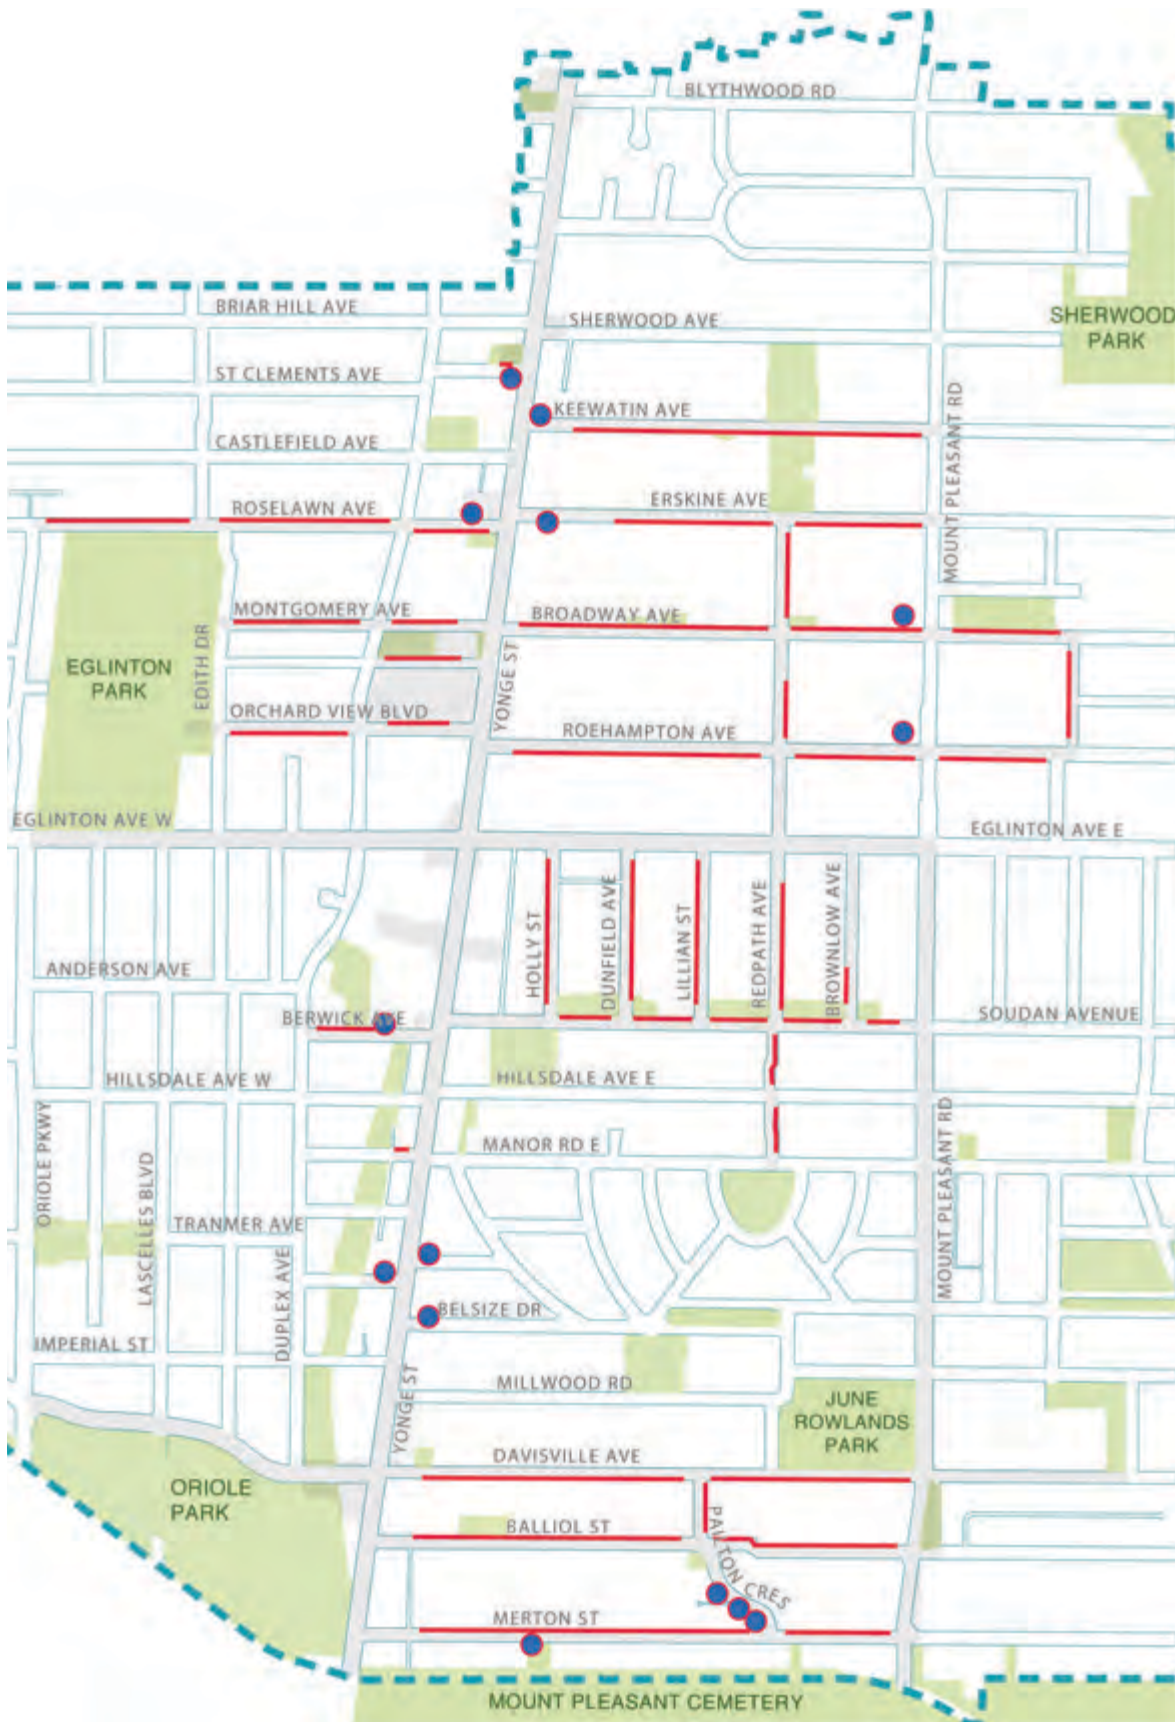 BLYTHWOOD RD
BRIAR HILL AVE
SHERWOOD AVE
SHERWOOD
PARK
ST CLEMENTS AVE
KEEWATIN AVE
CASTLEFIELD AVE
MOUNT PLEASANT RD
ERSKINE AVE
ROSELAWN AVE
MONTGOMERY AVE
BROADWAY AVE
EDITH DR
EGLINTON
PARK
YONGE ST
ORCHARD VIEW BLVD
ROEHAMPTON AVE
EGLINTON AVE W
EGLINTON AVE E
HOLLY ST
DUNFIELD AVE
LILLIAN ST
REDPATH AVE
BROWNLOW AVE
ANDERSON AVE
BERWICK AVE
SOUDAN AVENUE
HILLSDALE AVE W
HILLSDALE AVE E
ORIOLE PKWY
LASCELLES BLVD
MANOR RD E
MOUNT PLEASANT RD
TRANMER AVE
DUPLEX AVE
BELSIZE DR
IMPERIAL ST
YONGE ST
MILLWOOD RD
JUNE
ROWLANDS
PARK
DAVISVILLE AVE
ORIOLE
PARK
BALLIOL ST
PAILTON CRES
MERTON ST
MOUNT PLEASANT CEMETERY